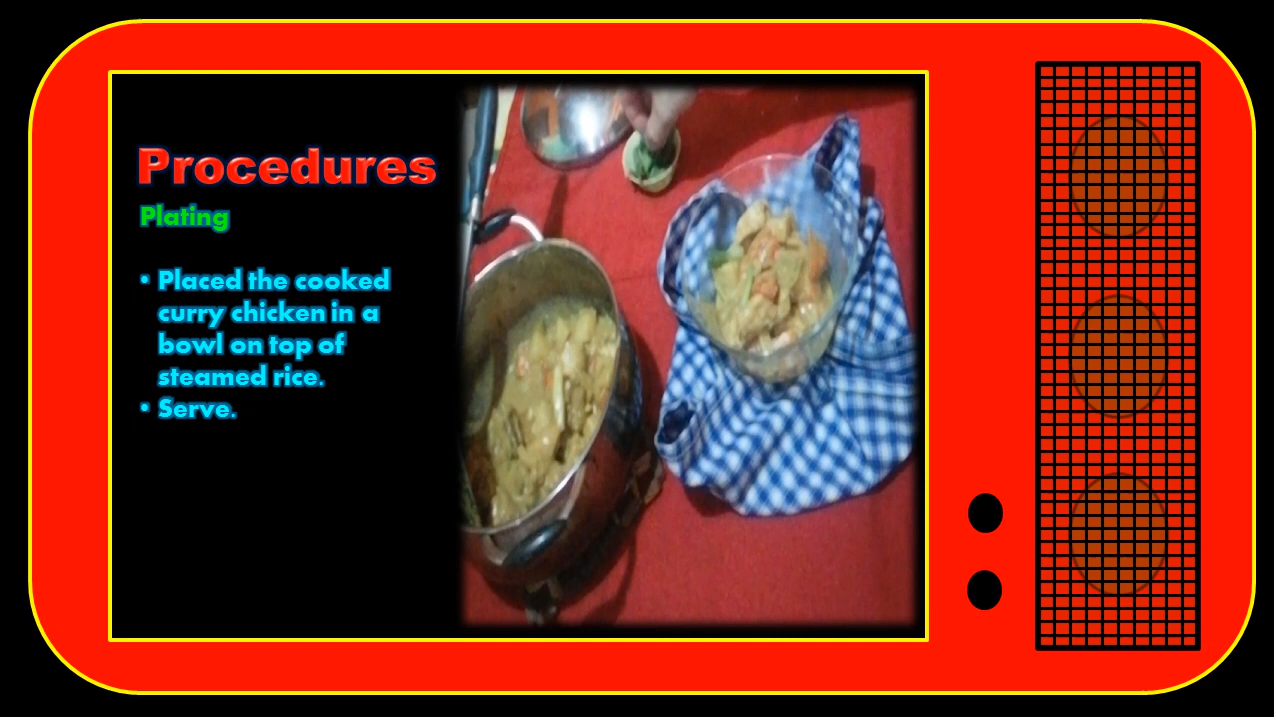 Procedures
Plating
• Placed the cooked
curry chicken in a
bowl on top of
steamed rice.
• Serve.